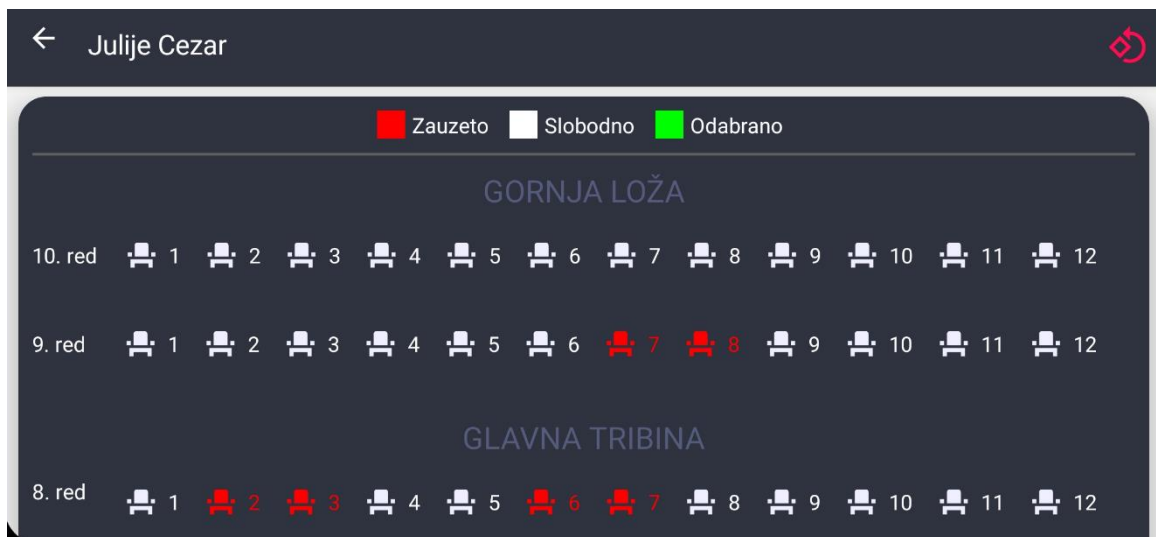 Julije Cezar
Zauzeto Slobodno Odabrano
GORNJA LOŽA
10. red 1 2 3 4 5 6 7 8 9 10 11 12
9. red 1 2 3 4 5 6 7 8 9 10 11 12
GLAVNA TRIBINA
8. red 1 2 3 4 5 6 7 8 9 10 11 12